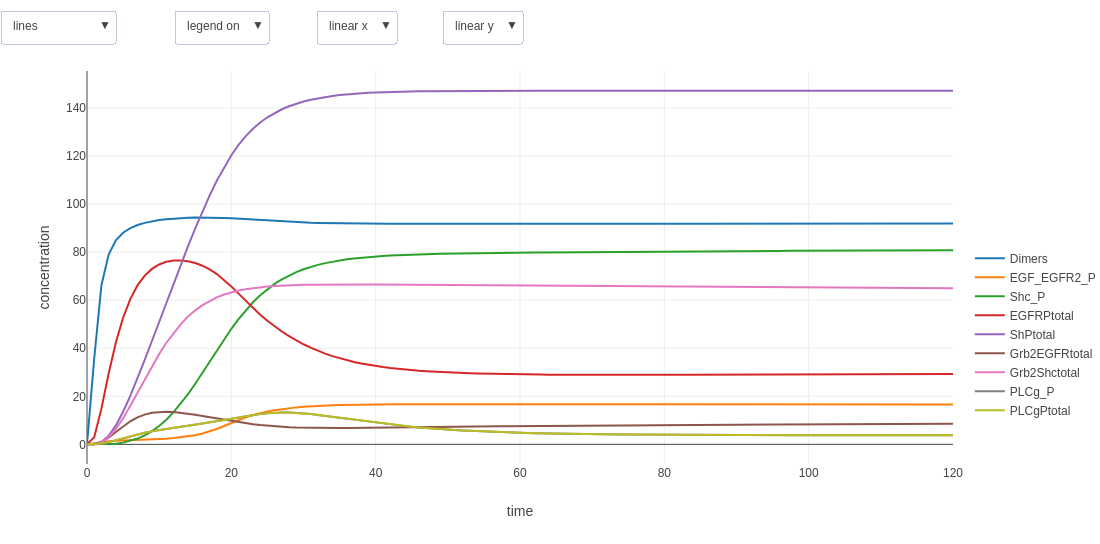 lines ▼ legend on ▼ linear x ▼ linear y ▼
140
120
100
80
60
40
20
0
concentration
0 20 40 60 80 100 120
time
Dimers
EGF_EGFR2_P
Shc_P
EGFRPtotal
ShPtotal
Grb2EGFRtotal
Grb2Shctotal
PLCg_P
PLCgPtotal